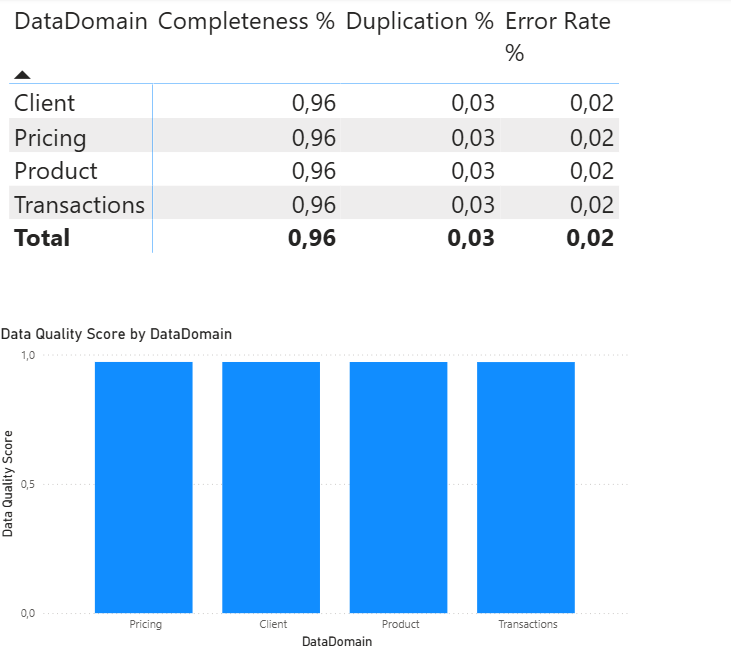 DataDomain Completeness % Duplication % Error Rate
%
Client 0,96 0,03 0,02
Pricing 0,96 0,03 0,02
Product 0,96 0,03 0,02
Transactions 0,96 0,03 0,02
Total 0,96 0,03 0,02
Data Quality Score by DataDomain
1,0
Data Quality Score
0,5
0,0
Pricing Client Product Transactions
DataDomain